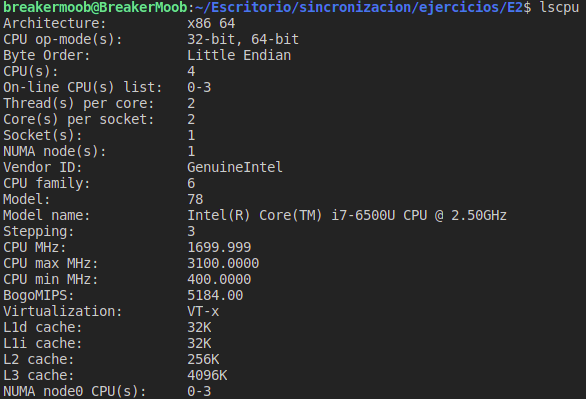 breakermoob@BreakerMoob:~/Escritorio/sincronizacion/ejercicios/E2$ lscpu
Architecture: x86 64
CPU op-mode(s): 32-bit, 64-bit
Byte Order: Little Endian
CPU(s): 4
On-line CPU(s) list: 0-3
Thread(s) per core: 2
Core(s) per socket: 2
Socket(s): 1
NUMA node(s): 1
Vendor ID: GenuineIntel
CPU family: 6
Model: 78
Model name: Intel(R) Core(TM) i7-6500U CPU @ 2.50GHz
Stepping: 3
CPU MHz: 1699.999
CPU max MHz: 3100.0000
CPU min MHz: 400.0000
BogoMIPS: 5184.00
Virtualization: VT-x
L1d cache: 32K
L1i cache: 32K
L2 cache: 256K
L3 cache: 4096K
NUMA node0 CPU(s): 0-3